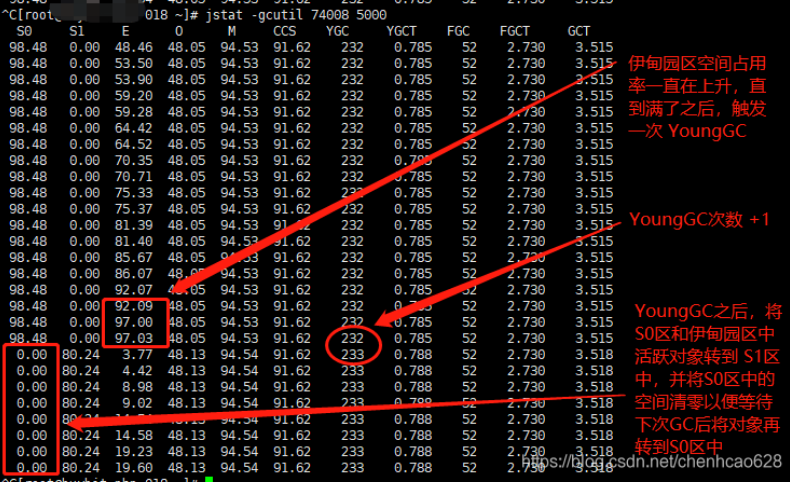 98.48 0.00 48.46 48.05 94.53 91.62 232 0.785 52 2.730 3.515
^C[root@ -018 ~]# jstat -gcutil 74008 5000
S0 S1 E O M CCS YGC YGCT FGC FGCT GCT
98.48 0.00 48.46 48.05 94.53 91.62 232 0.785 52 2.730 3.515
98.48 0.00 53.50 48.05 94.53 91.62 232 0.785 52 2.730 3.515
98.48 0.00 53.90 48.05 94.53 91.62 232 0.785 52 2.730 3.515
98.48 0.00 59.20 48.05 94.53 91.62 232 0.785 52 2.730 3.515
98.48 0.00 59.28 48.05 94.53 91.62 232 0.785 52 2.730 3.515
98.48 0.00 64.42 48.05 94.53 91.62 232 0.785 52 2.730 3.515
98.48 0.00 64.52 48.05 94.53 91.62 232 0.785 52 2.730 3.515
98.48 0.00 70.35 48.05 94.53 91.62 232 0.785 52 2.730 3.515
98.48 0.00 70.71 48.05 94.53 91.62 232 0.785 52 2.730 3.515
98.48 0.00 75.33 48.05 94.53 91.62 232 0.785 52 2.730 3.515
98.48 0.00 75.37 48.05 94.53 91.62 232 0.785 52 2.730 3.515
98.48 0.00 81.39 48.05 94.53 91.62 232 0.785 52 2.730 3.515
98.48 0.00 81.40 48.05 94.53 91.62 232 0.785 52 2.730 3.515
98.48 0.00 85.67 48.05 94.53 91.62 232 0.785 52 2.730 3.515
98.48 0.00 86.07 48.05 94.53 91.62 232 0.785 52 2.730 3.515
98.48 0.00 92.07 48.05 94.53 91.62 232 0.785 52 2.730 3.515
98.48 0.00 92.09 48.05 94.53 91.62 232 0.785 52 2.730 3.515
98.48 0.00 97.00 48.05 94.53 91.62 232 0.785 52 2.730 3.515
98.48 0.00 97.03 48.05 94.53 91.62 232 0.785 52 2.730 3.515
0.00 80.24 3.77 48.13 94.54 91.62 233 0.788 52 2.730 3.518
0.00 80.24 4.42 48.13 94.54 91.62 233 0.788 52 2.730 3.518
0.00 80.24 8.98 48.13 94.54 91.62 233 0.788 52 2.730 3.518
0.00 80.24 9.02 48.13 94.54 91.62 233 0.788 52 2.730 3.518
0.00 80.24 48.13 94.54 91.62 233 0.788 52 2.730 3.518
0.00 80.24 14.58 48.13 94.54 91.62 233 0.788 52 2.730 3.518
0.00 80.24 19.23 48.13 94.54 91.62 233 0.788 52 2.730 3.518
0.00 80.24 19.60 48.13 94.54 91.62 233 0.788 52 2.730 3.518
伊甸园区空间占用
率一直在上升，直
到满了之后，触发
一次 YoungGC
YoungGC次数 +1
YoungGC之后，将
S0区和伊甸园区中
活跃对象转到 S1区
中，并将S0区中的
空间清零以便等待
下次GC后将对象再
转到S0区中
https://blog.csdn.net/chenhcao628